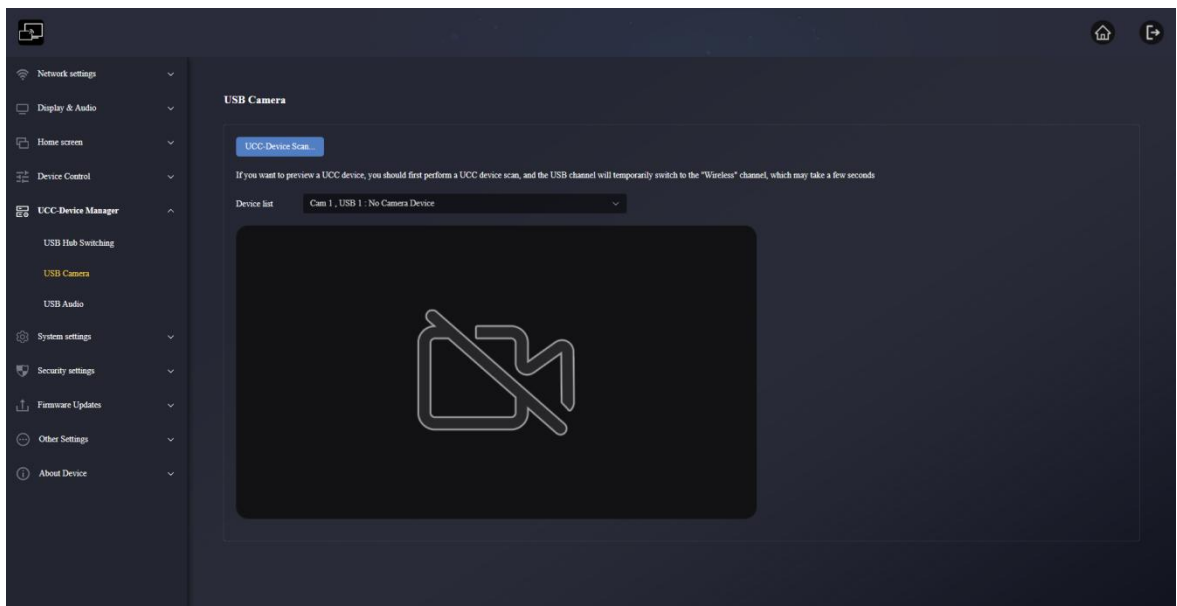 Network settings
Display & Audio
Home screen
Device Control
UCC-Device Manager
USB Hub Switching
USB Camera
USB Audio
System settings
Security settings
Firmware Updates
Other Settings
About Device
USB Camera
UCC-Device Scan...
If you want to preview a UCC device, you should first perform a UCC device scan, and the USB channel will temporarily switch to the "Wireless" channel, which may take a few seconds
Device list
Cam 1 , USB 1 : No Camera Device